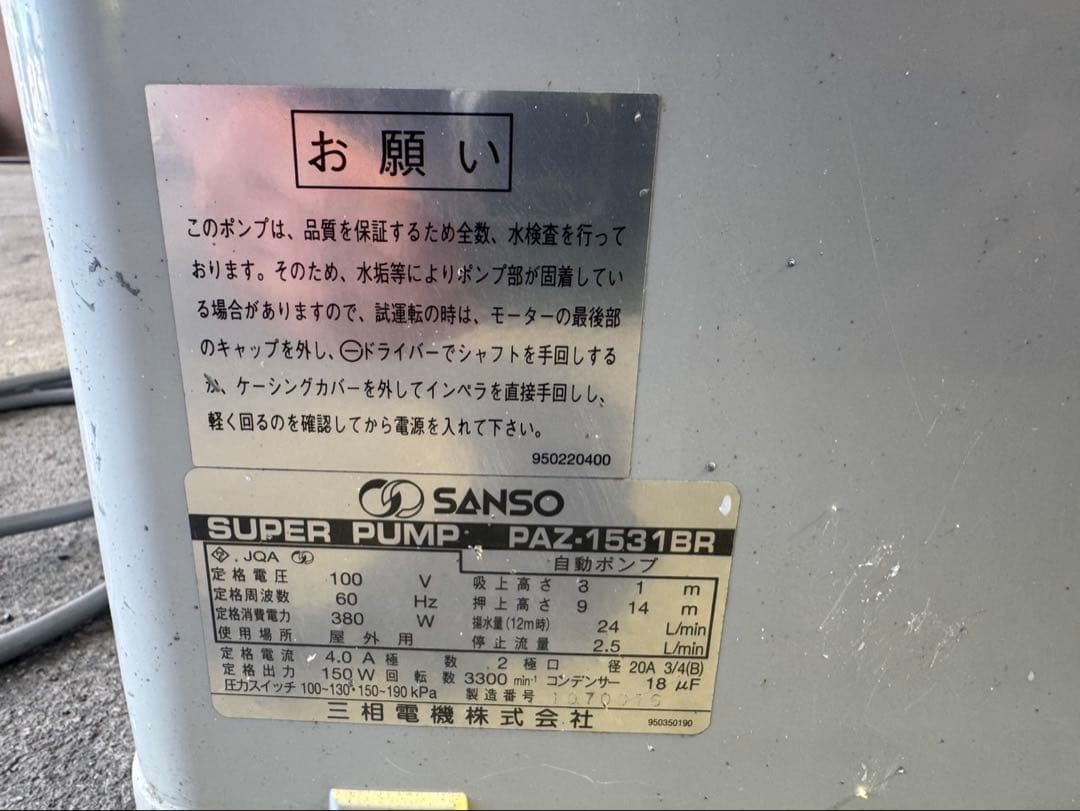 お願い
このポンプは、品質を保証するため全数、水検査を行って
おります。そのため、水垢等によりポンプ部が固着してい
る場合がありますので、試運転の時は、モーターの最後部
のキャップを外し、⊖ドライバーでシャフトを手回しする
か、ケーシングカバーを外してインペラを直接手回しし、
軽く回るのを確認してから電源を入れて下さい。
950220400
SANSO
SUPER PUMP PAZ-1531BR
JQA 自動ポンプ
定格電圧 100 V 吸上高さ 3 1 m
定格周波数 60 Hz 押上高さ 9 14 m
定格消費電力 380 W 揚水量(12m時) 24 L/min
使用場所 屋外用 停止流量 2.5 L/min
定格電流 4.0 A 極数 2 極 口径 20A 3/4(B)
定格出力 150 W 回転数 3300 min⁻¹ コンデンサー 18 μF
圧力スイッチ 100~130・150~190 kPa 製造番号
三相電機株式会社 950350190